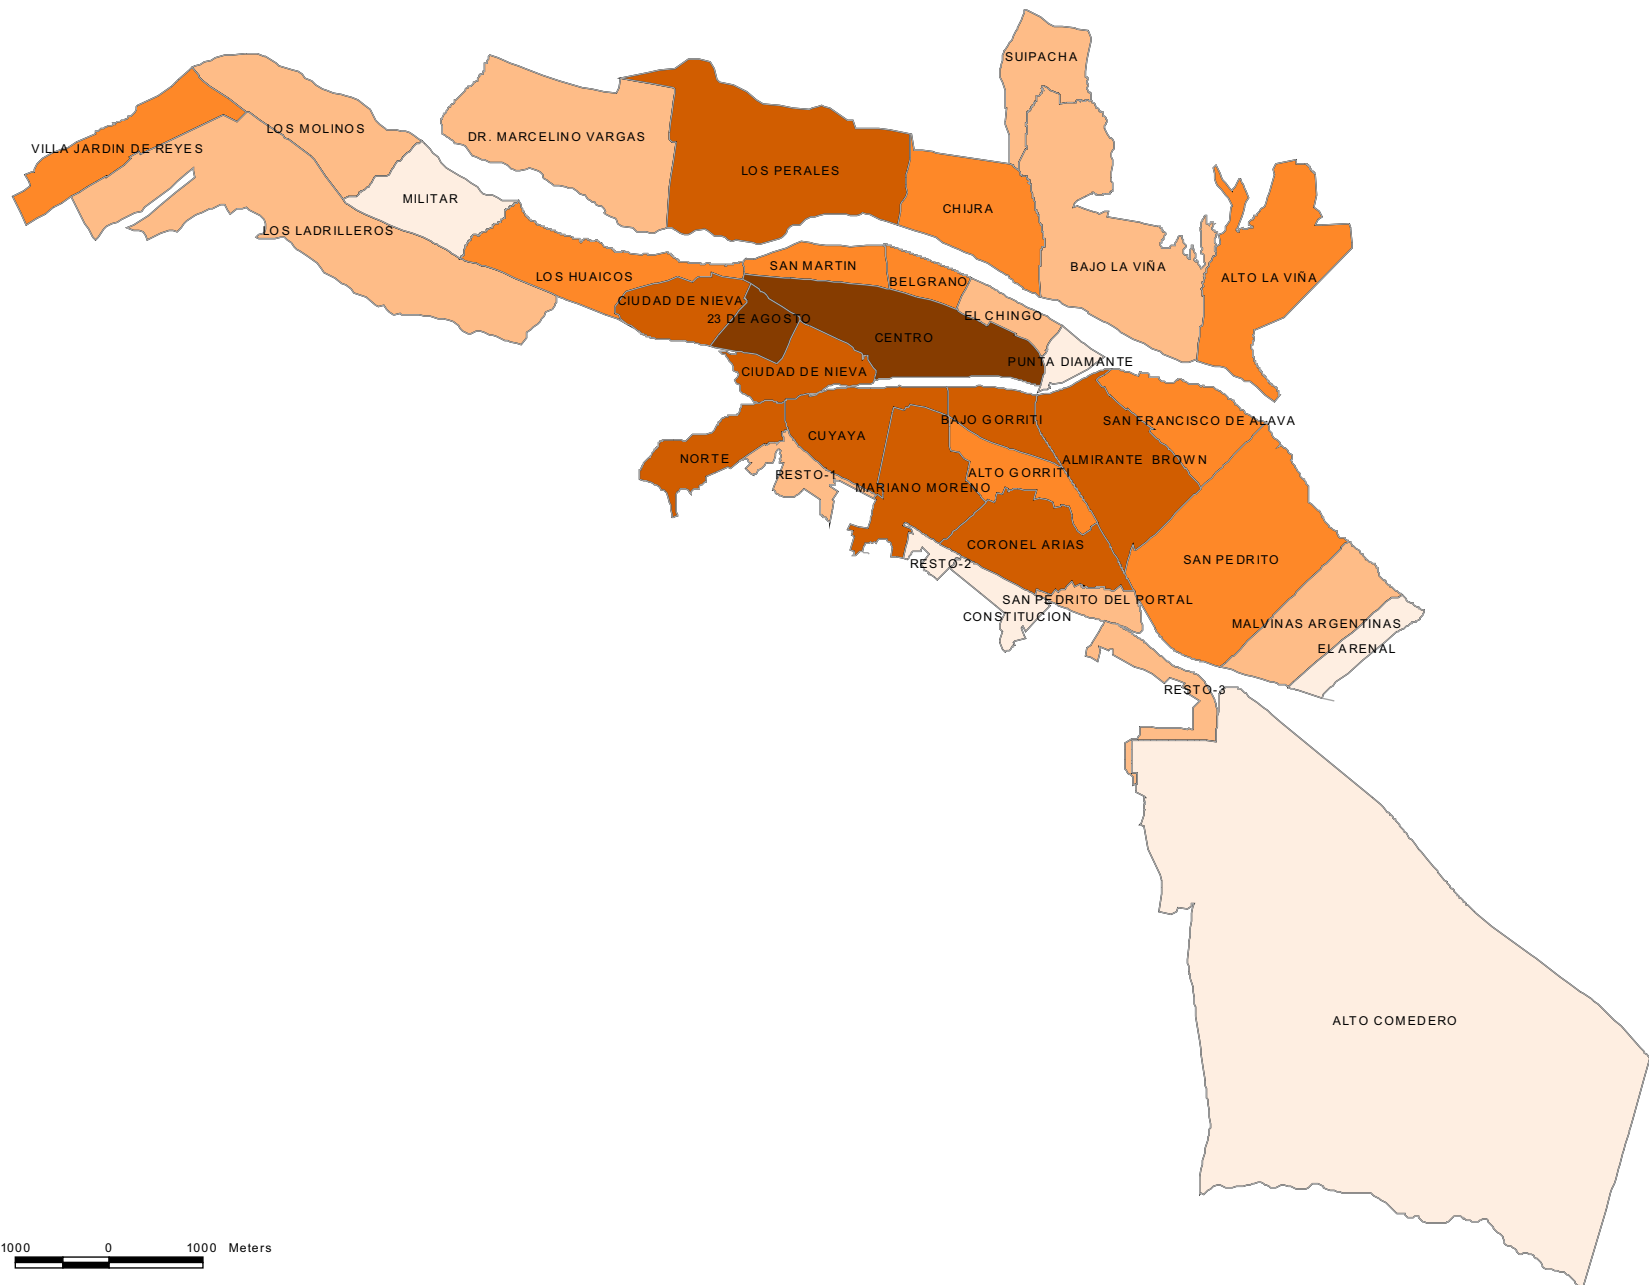 SUIPACHA
LOS MOLINOS
DR. MARCELINO VARGAS
VILLA JARDIN DE REYES
LOS PERALES
MILITAR
CHIJRA
LOS LADRILLEROS
SAN MARTIN
BAJO LA VIÑA
LOS HUAICOS
BELGRANO
ALTO LA VIÑA
CIUDAD DE NIEVA
23 DE AGOSTO
EL CHINGO
CENTRO
PUNTA DIAMANTE
CIUDAD DE NIEVA
BAJO GORRITI
SAN FRANCISCO DE ALAVA
CUYAYA
NORTE
ALMIRANTE BROWN
RESTO-1
ALTO GORRITI
MARIANO MORENO
CORONEL ARIAS
SAN PEDRITO
RESTO-2
SAN PEDRITO DEL PORTAL
CONSTITUCION
MALVINAS ARGENTINAS
EL ARENAL
RESTO-3
ALTO COMEDERO
1000 0 1000 Meters